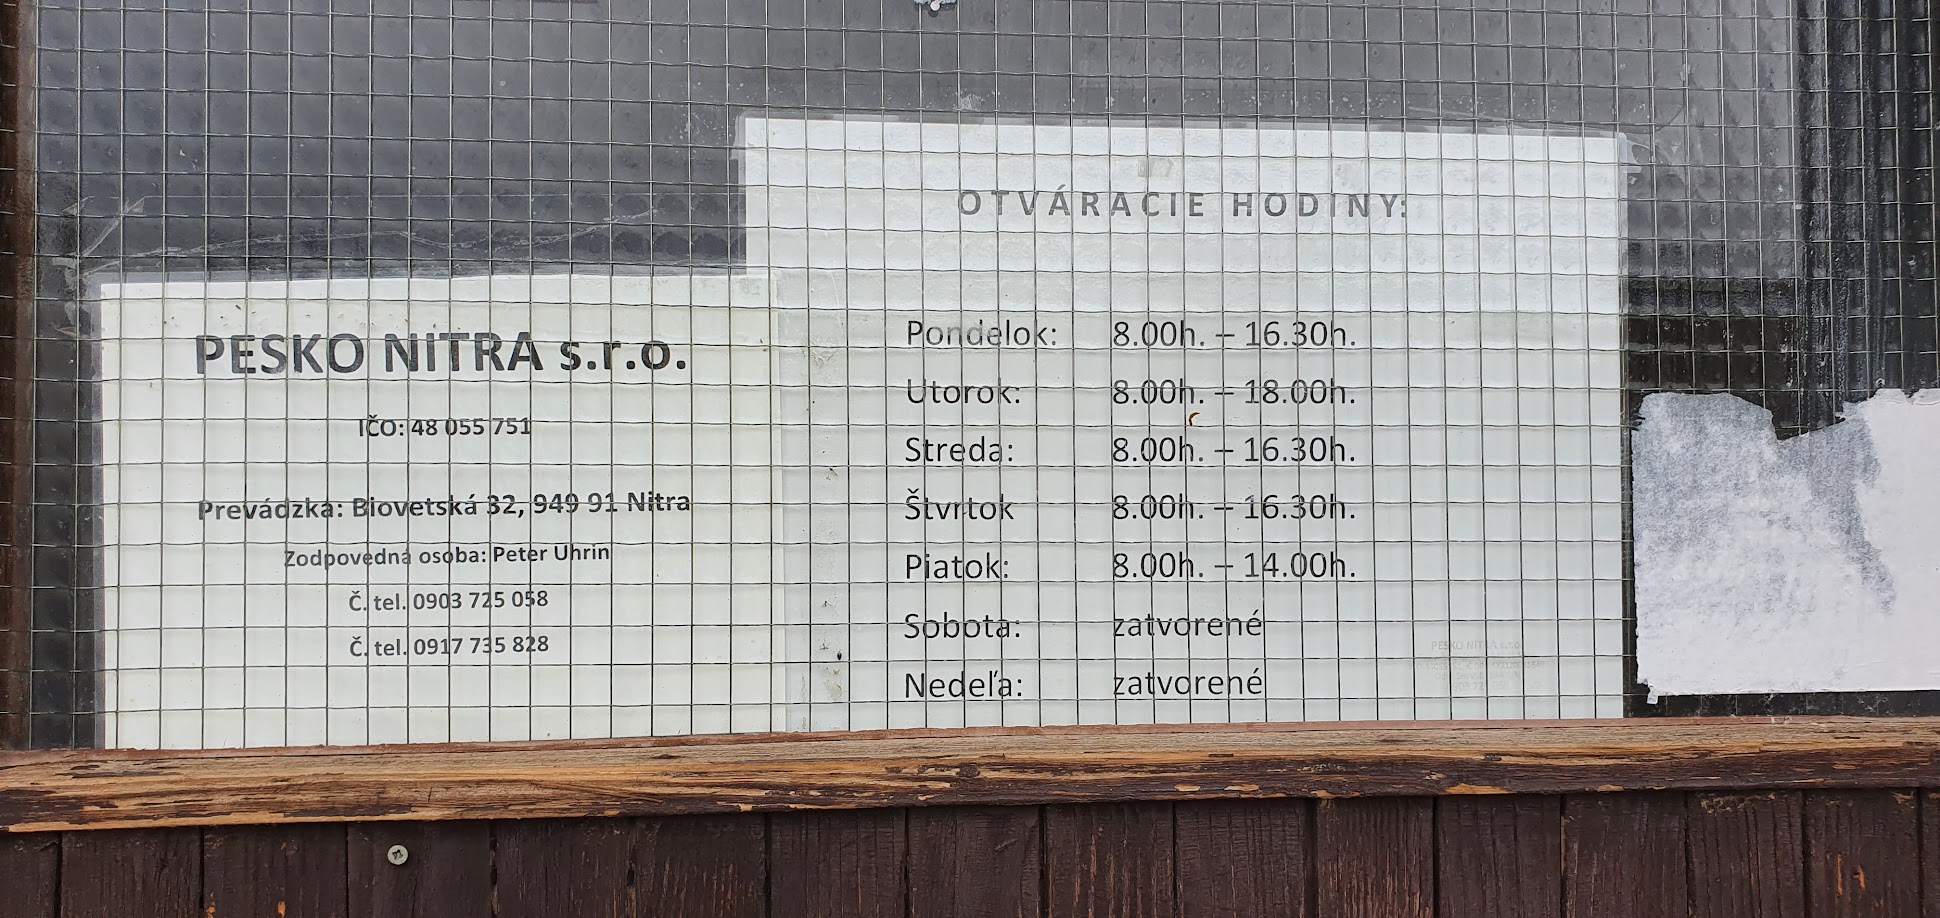 PESKO NITRA s.r.o.
IČO: 48 055 751
Prevádzka: Biovetská 32, 949 91 Nitra
Zodpovedná osoba: Peter Uhrin
Č. tel. 0903 725 058
Č. tel. 0917 735 828
OTVÁRACIE HODINY:
Pondelok: 8.00h. – 16.30h.
Utorok: 8.00h. – 18.00h.
Streda: 8.00h. – 16.30h.
Štvrtok 8.00h. – 16.30h.
Piatok: 8.00h. – 14.00h.
Sobota: zatvorené
Nedeľa: zatvorené
PESKO NITRA s.r.o.